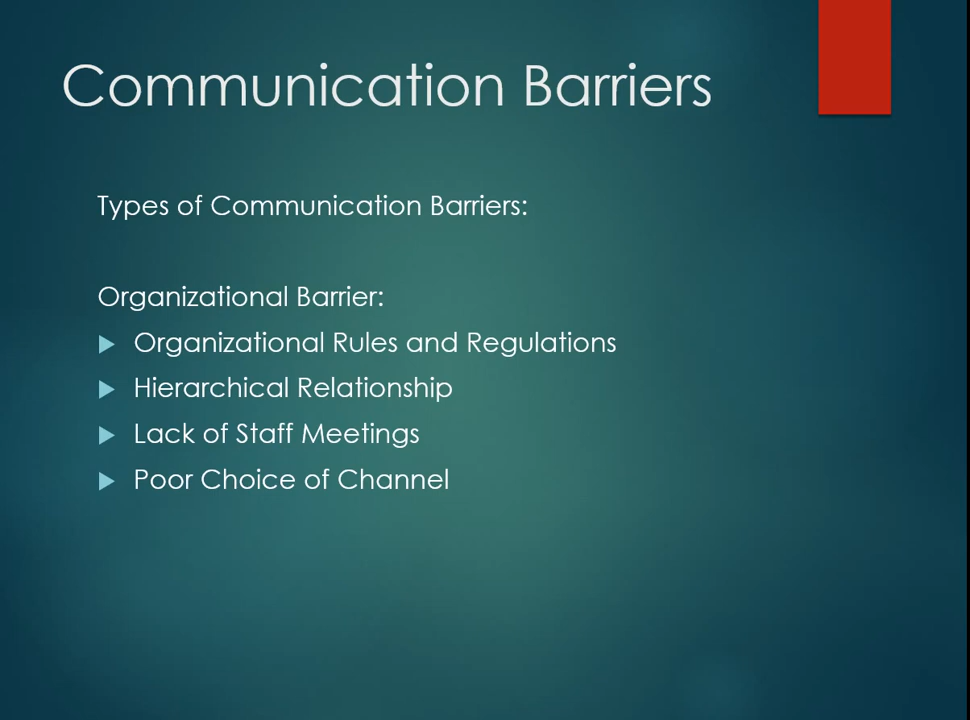 Communication Barriers
Types of Communication Barriers:
Organizational Barrier:
Organizational Rules and Regulations
Hierarchical Relationship
Lack of Staff Meetings
Poor Choice of Channel